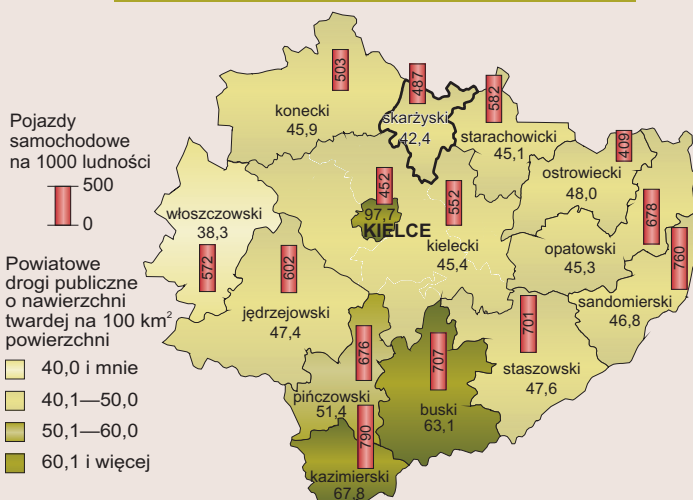 Pojazdy
samochodowe
na 1000 ludności
500
0
Powiatowe
drogi publiczne
o nawierzchni
twardej na 100 km²
powierzchni
40,0 i mnie
40,1—50,0
50,1—60,0
60,1 i więcej
503
konecki
45,9
487
skarżyski
42,4
582
starachowicki
45,1
409
ostrowiecki
48,0
włoszczowski
38,3
572
452
97,7
KIELCE
552
kielecki
45,4
678
opatowski
45,3
760
sandomierski
46,8
602
jędrzejowski
47,4
701
staszowski
47,6
676
pińczowski
51,4
707
buski
63,1
790
kazimierski
67,8